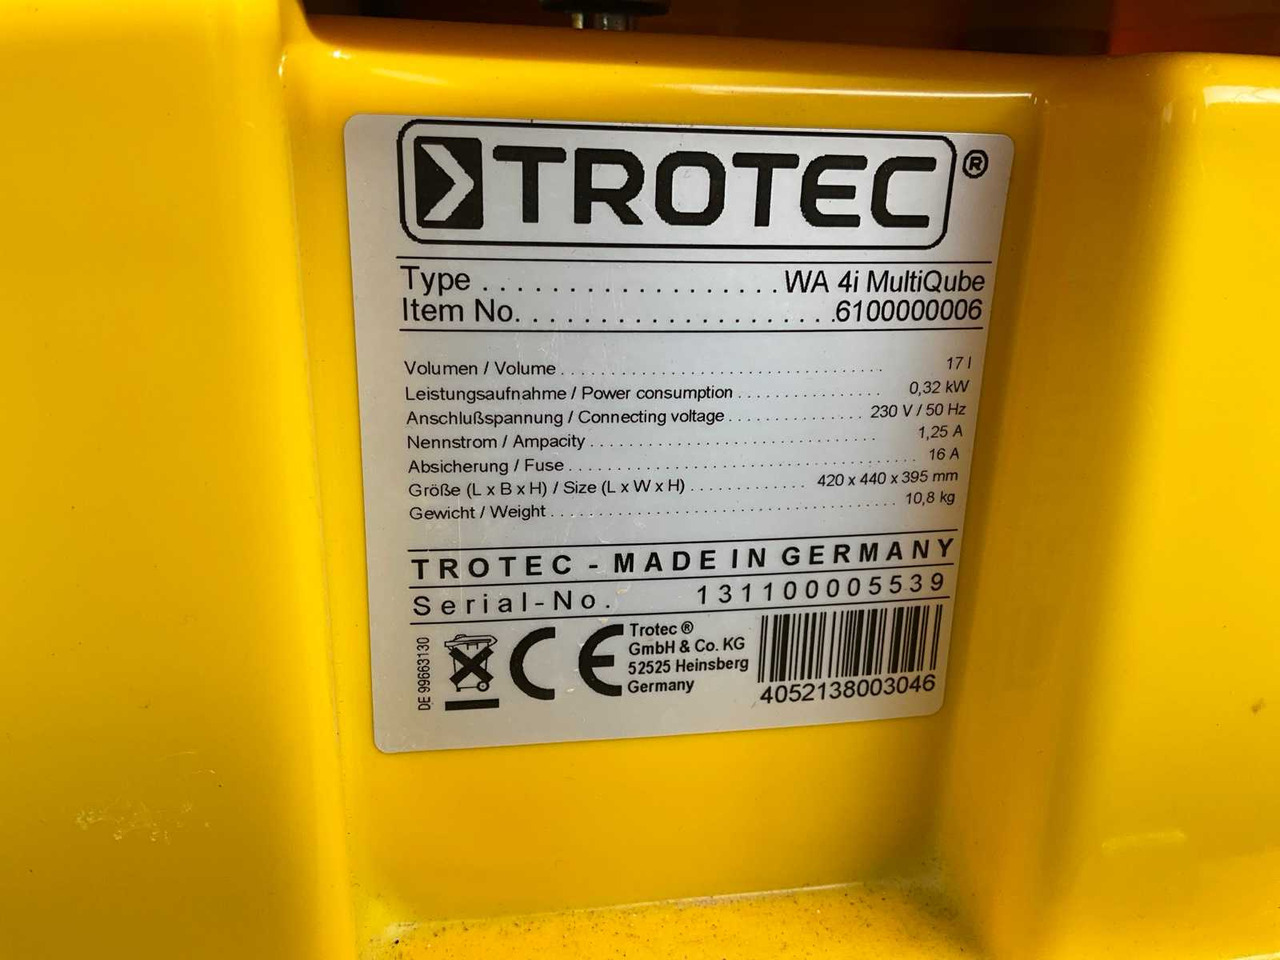 TROTEC®
Type . . . . . . . . . . . . . . . . . . . . WA 4i MultiQube
Item No. . . . . . . . . . . . . . . . . . . . 6100000006
Volumen / Volume . . . . . . . . . . . . . . . . . . . . . . . . . . . . . . 17 l
Leistungsaufnahme / Power consumption . . . . . . . . . . . . . 0,32 kW
Anschlußspannung / Connecting voltage . . . . . . . . . . . . . 230 V / 50 Hz
Nennstrom / Ampacity . . . . . . . . . . . . . . . . . . . . . . . . . . 1,25 A
Absicherung / Fuse . . . . . . . . . . . . . . . . . . . . . . . . . . . . . . 16 A
Größe (L x B x H) / Size (L x W x H) . . . . . . . . . . . 420 x 440 x 395 mm
Gewicht / Weight . . . . . . . . . . . . . . . . . . . . . . . . . . . . . . 10,8 kg
TROTEC - MADE IN GERMANY
Serial-No. 131100005539
DE 99663130
CE
Trotec ®
GmbH & Co. KG
52525 Heinsberg
Germany
4052138003046